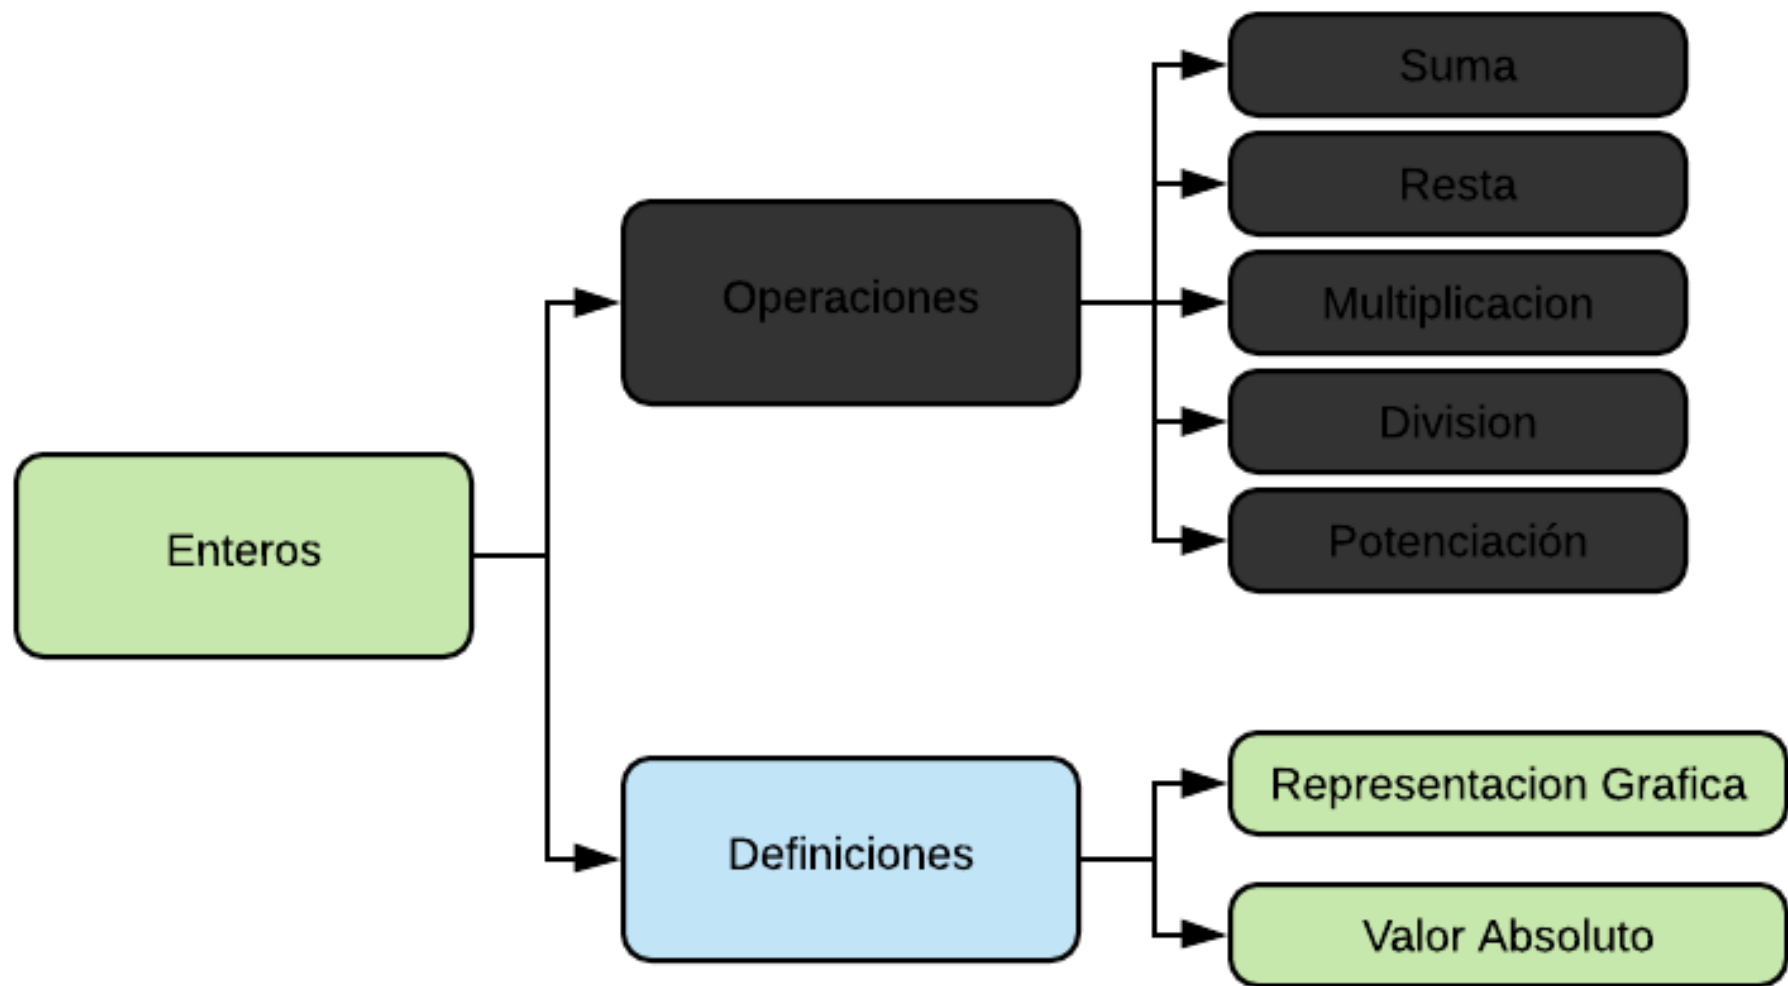 Enteros
Operaciones
Suma
Resta
Multiplicacion
Division
Potenciación
Definiciones
Representacion Grafica
Valor Absoluto